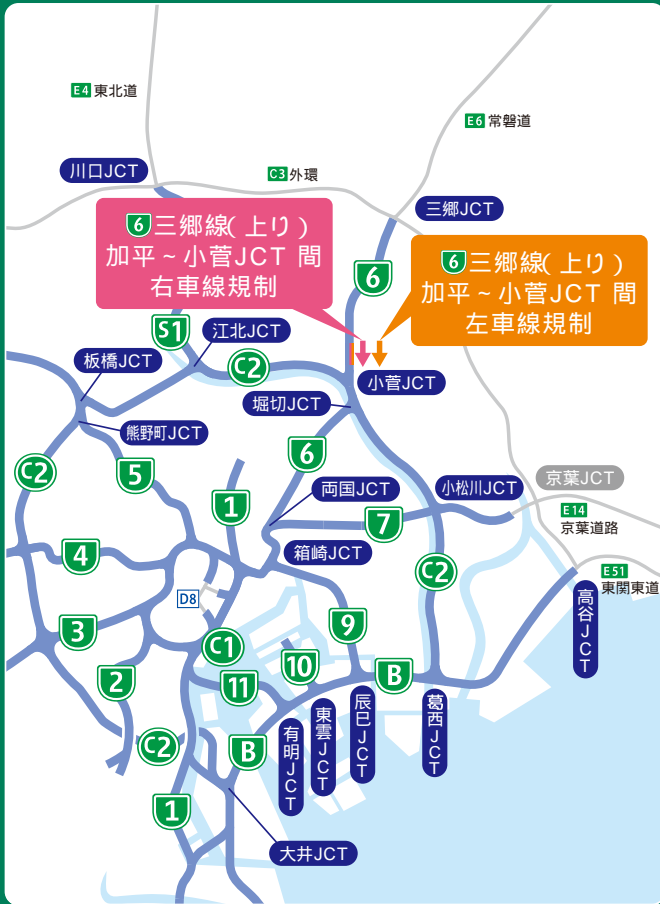 E4 東北道
E6 常磐道
川口JCT
C3 外環
三郷JCT
6 三郷線(上り)
加平~小菅JCT 間
右車線規制
6 三郷線(上り)
加平~小菅JCT 間
左車線規制
6
S1
江北JCT
板橋JCT
C2
小菅JCT
堀切JCT
熊野町JCT
6
C2
5
1
両国JCT
小松川JCT
京葉JCT
7
E14
京葉道路
箱崎JCT
4
C2
E51
東関東道
D8
高谷JCT
3
9
C1
10
2
11
B
辰巳JCT
葛西JCT
東雲JCT
有明JCT
C2
B
1
大井JCT